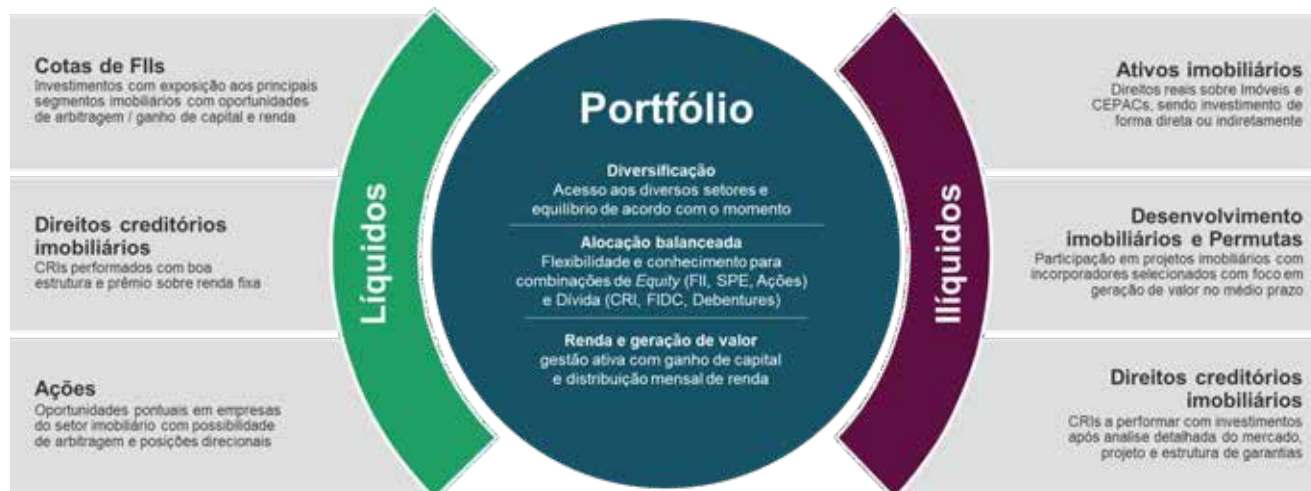 Cotas de FIIs
Investimentos com exposição aos principais
segmentos imobiliários com oportunidades
de arbitragem / ganho de capital e renda
Direitos creditórios
imobiliários
CRIs performados com boa
estrutura e prêmio sobre renda fixa
Ações
Oportunidades pontuais em empresas
do setor imobiliário com possibilidade
de arbitragem e posições direcionais
Líquidos
Portfólio
Diversificação
Acesso aos diversos setores e
equilíbrio de acordo com o momento
Alocação balanceada
Flexibilidade e conhecimento para
combinações de Equity (FII, SPE, Ações)
e Dívida (CRI, FIDC, Debentures)
Renda e geração de valor
gestão ativa com ganho de capital
e distribuição mensal de renda
Ilíquidos
Ativos imobiliários
Direitos reais sobre Imóveis e
CEPACs, sendo investimento de
forma direta ou indiretamente
Desenvolvimento
imobiliários e Permutas
Participação em projetos imobiliários com
incorporadores selecionados com foco em
geração de valor no médio prazo
Direitos creditórios
imobiliários
CRIs a performar com investimentos
após analise detalhada do mercado,
projeto e estrutura de garantias